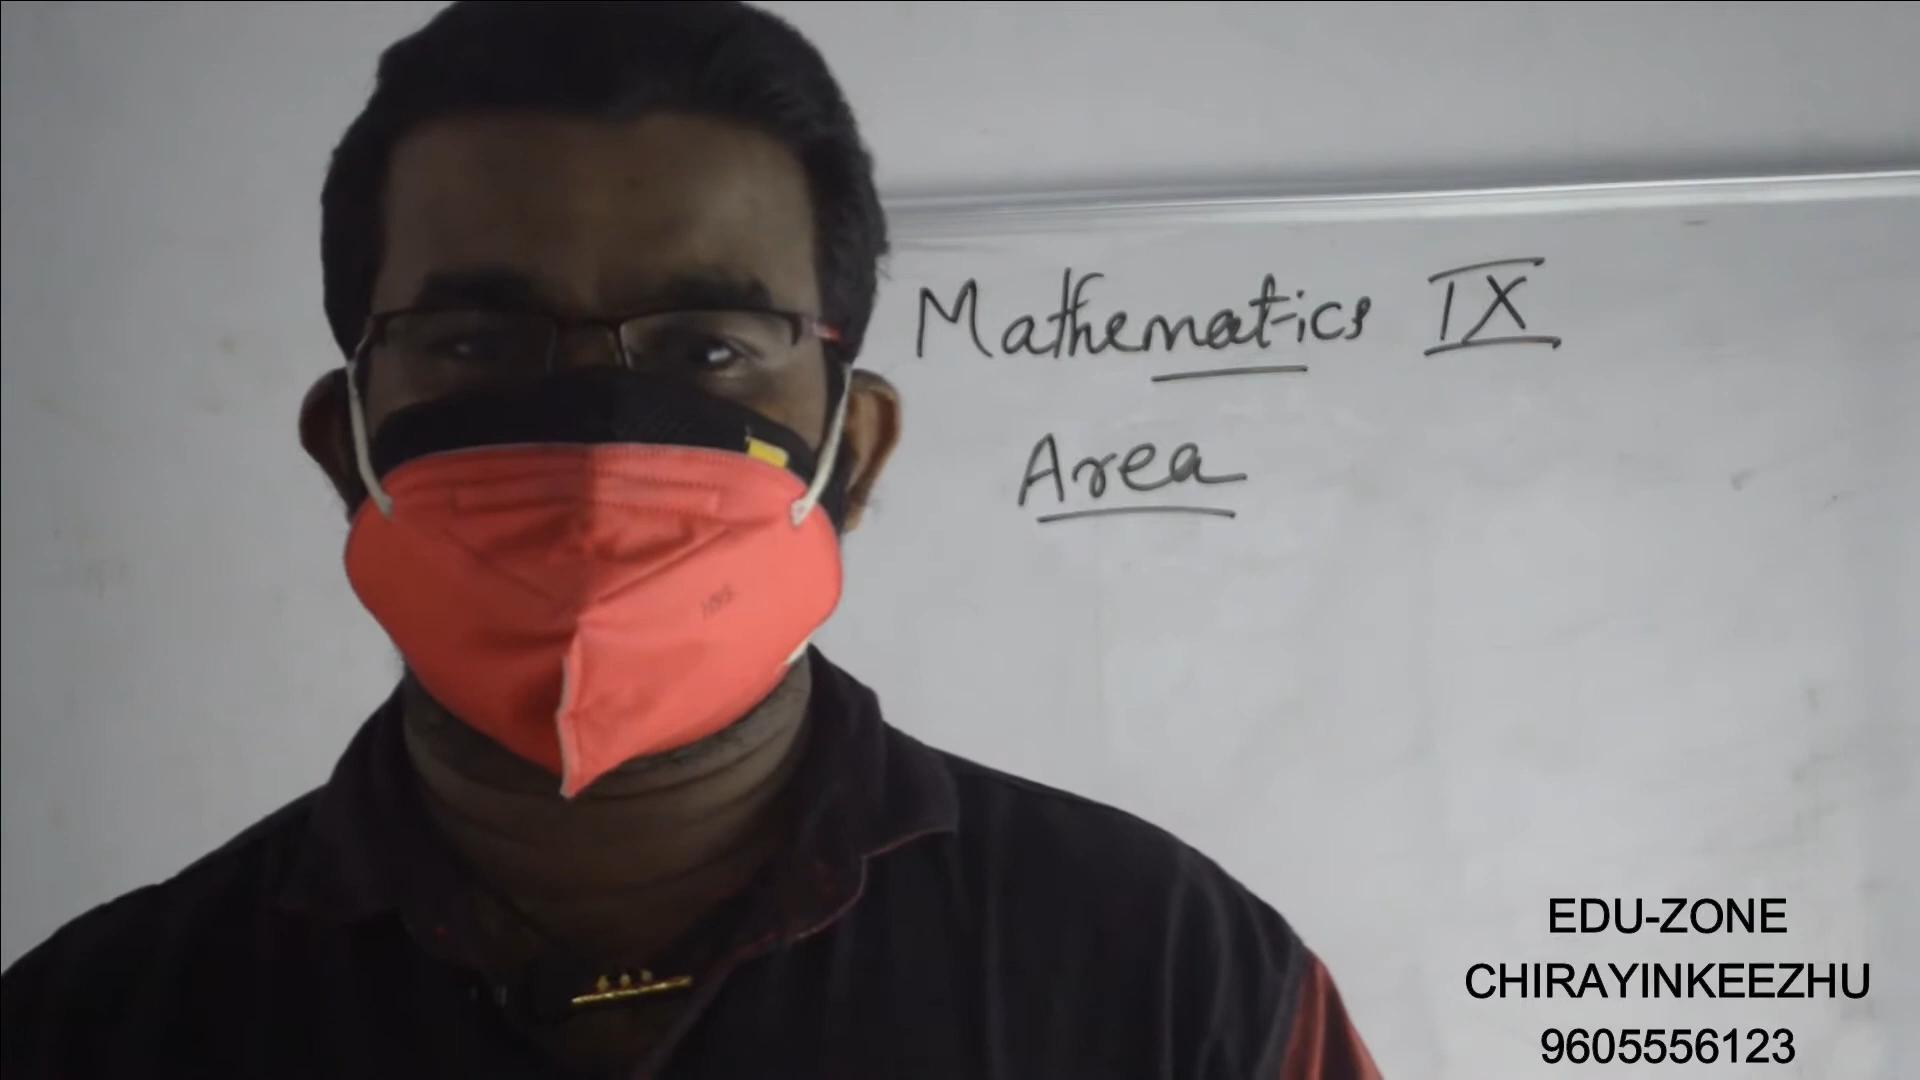 Mathematics IX
Area
EDU-ZONE
CHIRAYINKEEZHU
9605556123